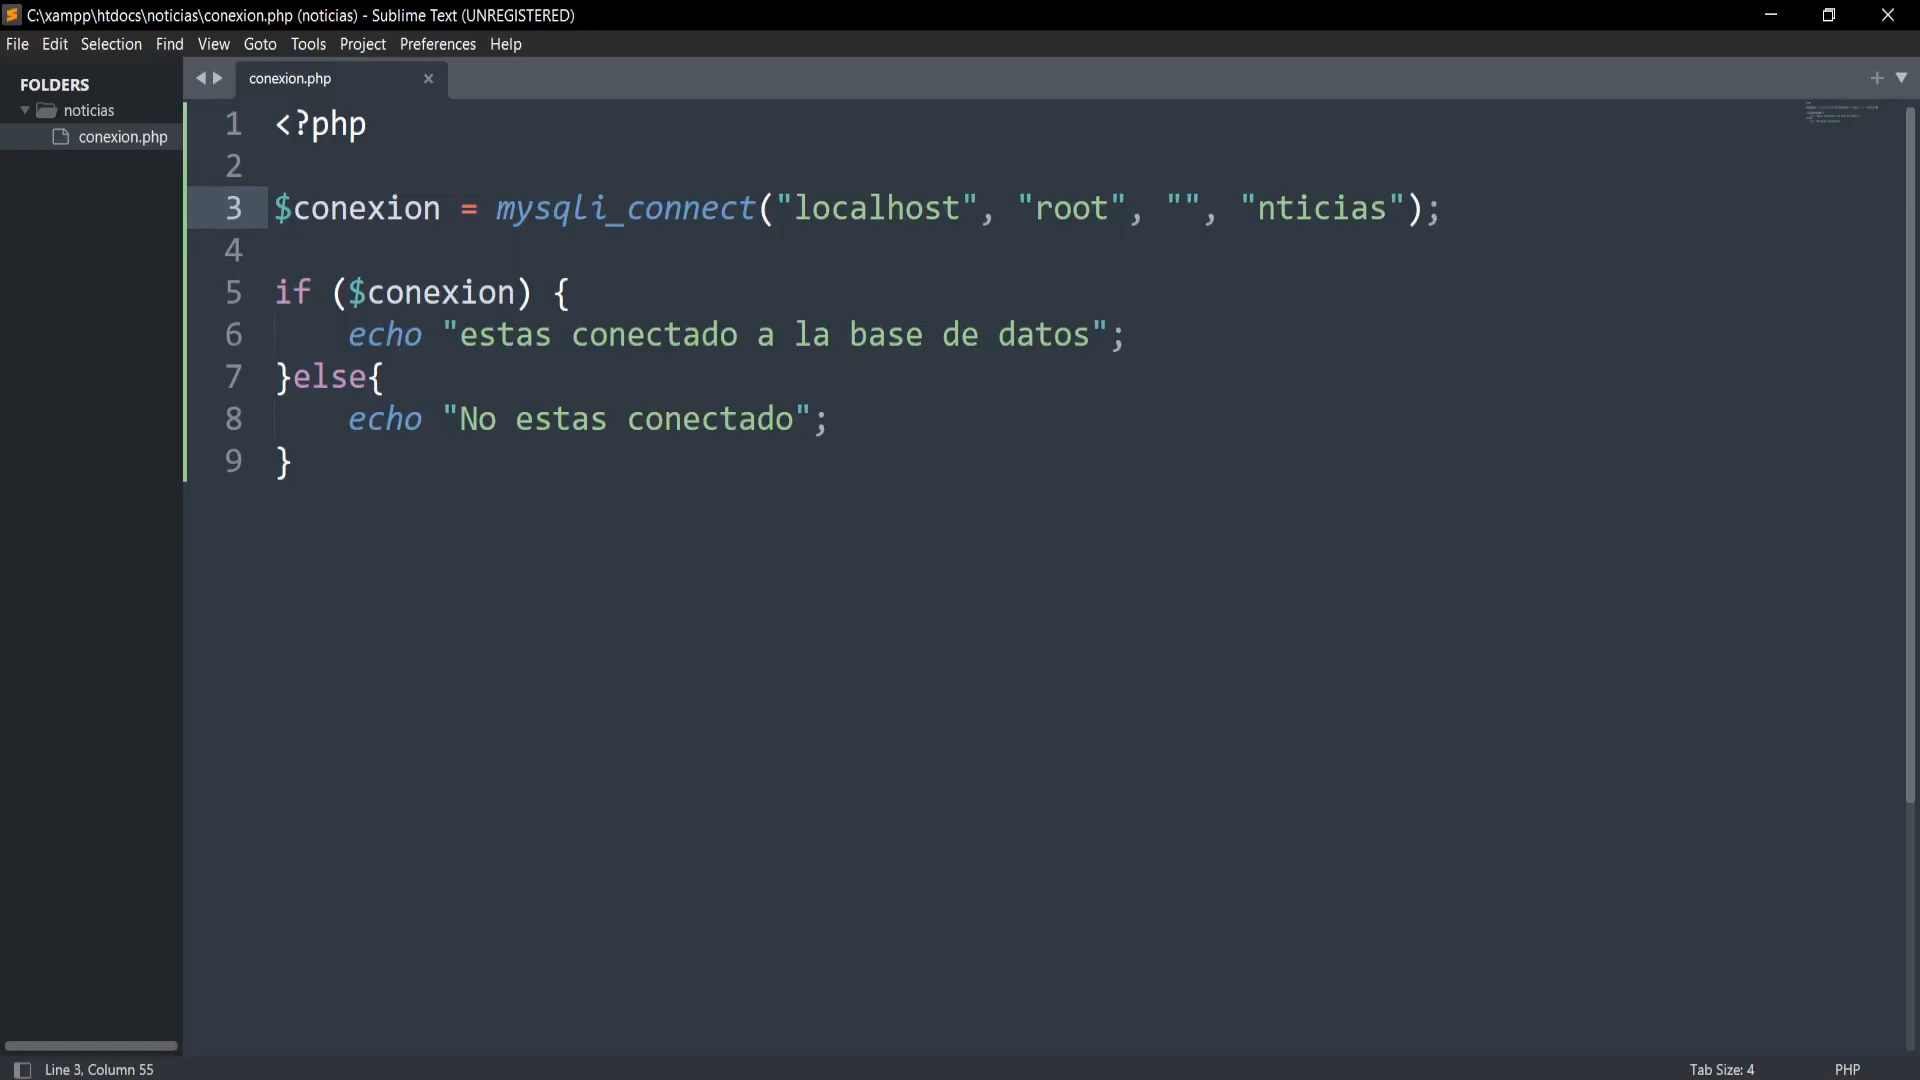 C:\xampp\htdocs\noticias\conexion.php (noticias) - Sublime Text (UNREGISTERED)
File Edit Selection Find View Goto Tools Project Preferences Help
FOLDERS
noticias
conexion.php
conexion.php
1 <?php
2
3 $conexion = mysqli_connect("localhost", "root", "", "nticias");
4
5 if ($conexion) {
6     echo "estas conectado a la base de datos";
7 }else{
8     echo "No estas conectado";
9 }
Line 3, Column 55
Tab Size: 4
PHP